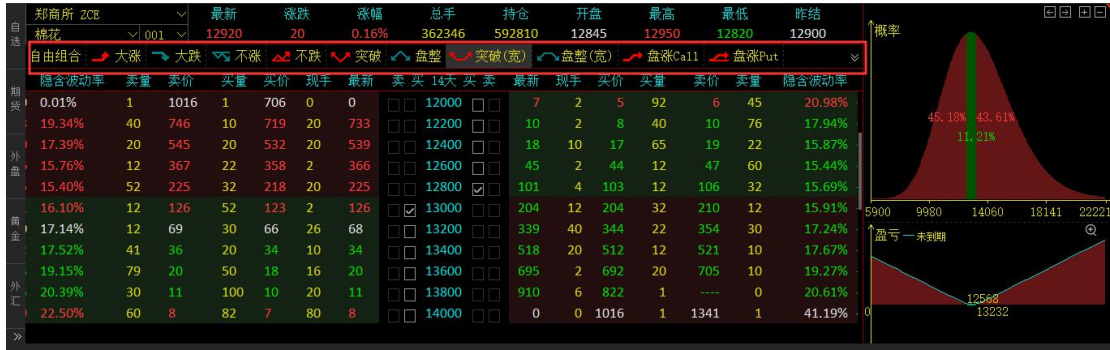 郑商所 ZCE 最新 涨跌 涨幅 总手 持仓 开盘 最高 最低 昨结
棉花 001 12920 20 0.16% 362346 592810 12845 12950 12820 12900
自由组合 大涨 大跌 不涨 不跌 突破 盘整 突破(宽) 盘整(宽) 盘涨Call 盘涨Put
隐含波动率 卖量 卖价 买量 买价 现手 最新 卖 买 14天 买 卖 最新 现手 买价 买量 卖价 卖量 隐含波动率
0.01% 1 1016 1 706 0 0 12000 7 2 5 92 6 45 20.98%
19.34% 40 746 10 719 20 733 12200 10 2 8 40 10 76 17.94%
17.39% 20 545 20 532 20 539 12400 18 10 17 65 19 22 15.87%
15.76% 12 367 22 358 2 366 12600 45 2 44 12 47 60 15.44%
15.40% 52 225 32 218 20 225 12800 101 4 103 12 106 32 15.69%
16.10% 12 126 52 123 2 126 13000 204 12 204 32 210 12 15.91%
17.14% 12 69 30 66 26 68 13200 339 40 344 22 354 30 17.24%
17.52% 41 36 20 34 10 34 13400 518 20 512 12 521 10 17.67%
19.15% 79 20 50 18 16 20 13600 695 2 692 20 705 10 19.27%
20.39% 30 11 100 10 20 11 13800 910 6 822 1 ---- 0 20.61%
22.50% 60 8 82 7 80 8 14000 0 0 1016 1 1341 1 41.19%
自选
期货
外盘
黄金
外汇
概率
45.18% 43.61%
11.21%
5900 9980 14060 18141 22221
盈亏 — 未到期
12568
13232
0